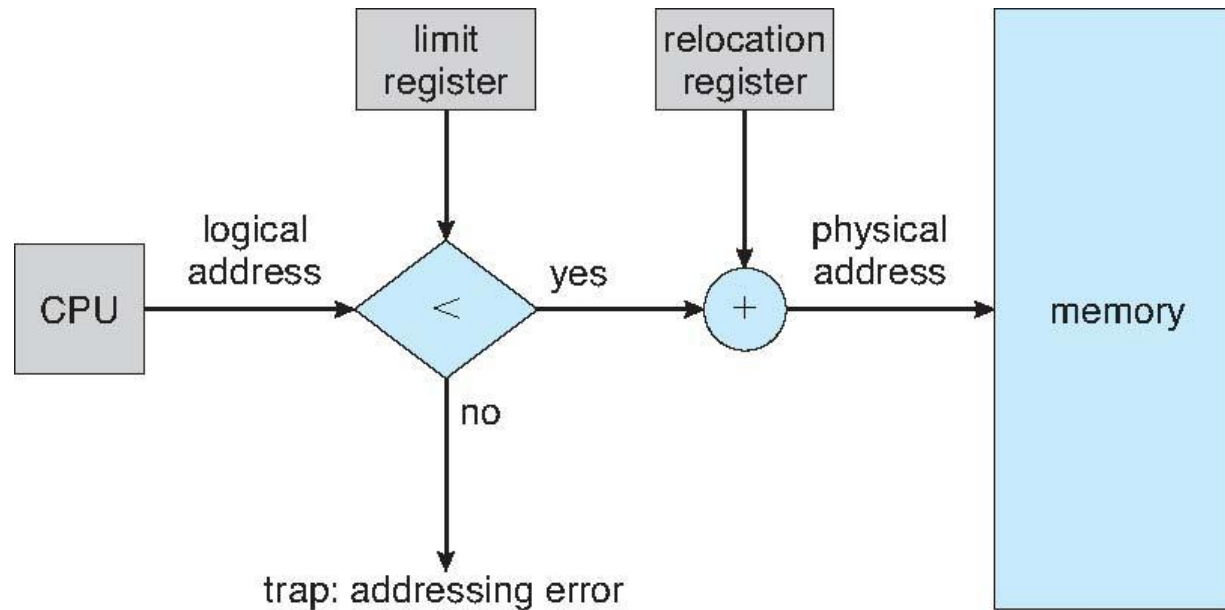 limit
register
relocation
register
logical
address
physical
address
CPU
<
yes
+
memory
no
trap: addressing error